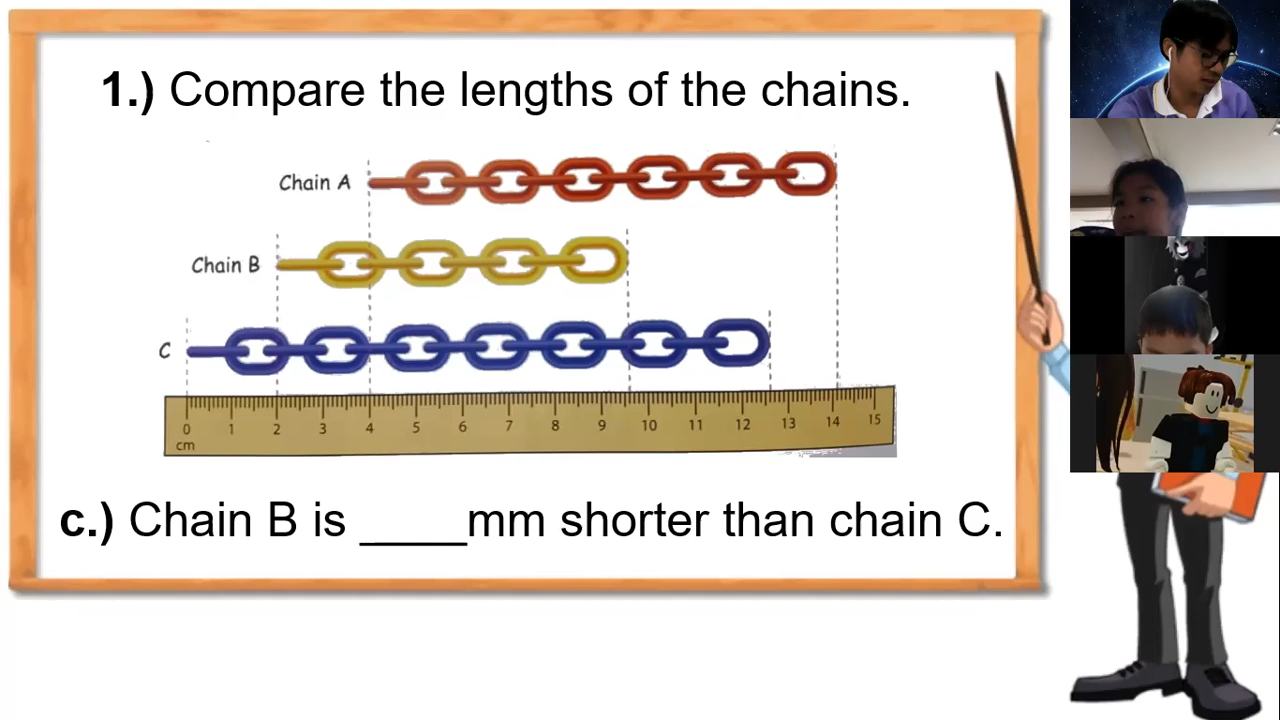 1.) Compare the lengths of the chains.
Chain A
Chain B
C
0 1 2 3 4 5 6 7 8 9 10 11 12 13 14 15
cm
c.) Chain B is ____mm shorter than chain C.